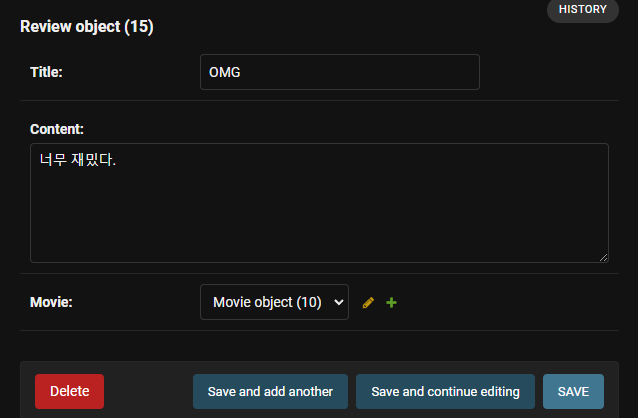 HISTORY
Review object (15)
Title:
OMG
Content:
너무 재밌다.
Movie:
Movie object (10)
Delete
Save and add another
Save and continue editing
SAVE